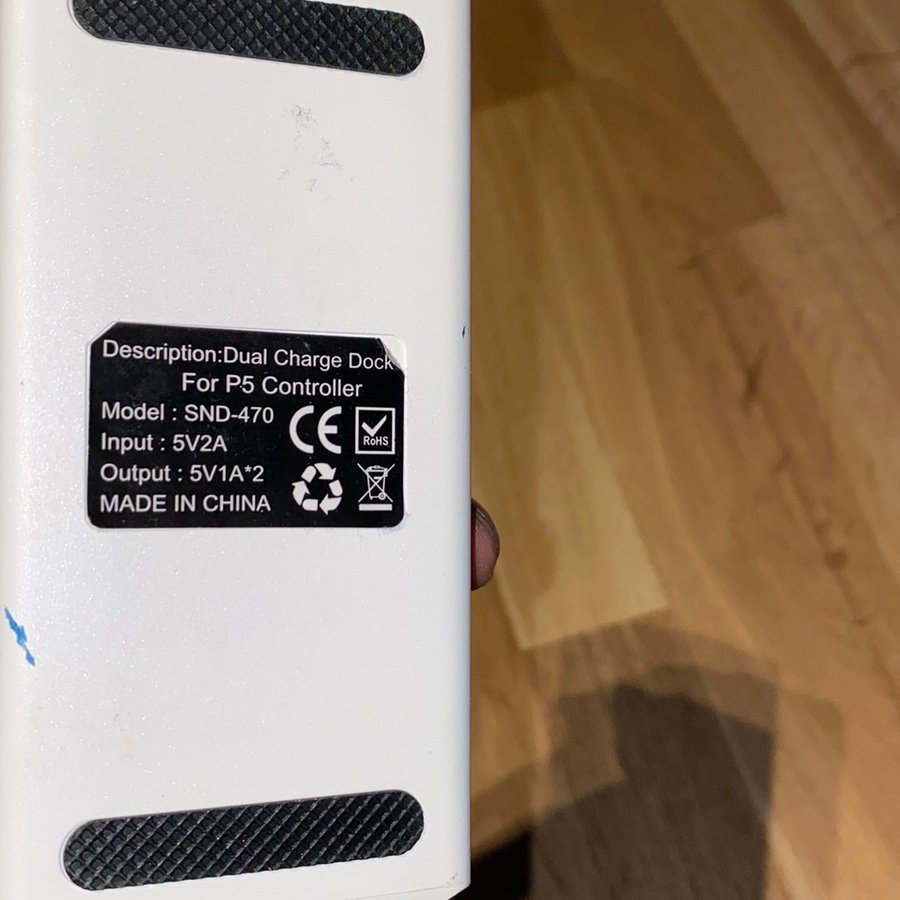 Description:Dual Charge Dock
For P5 Controller
Model : SND-470
Input : 5V2A
Output : 5V1A*2
MADE IN CHINA
CE
RoHS